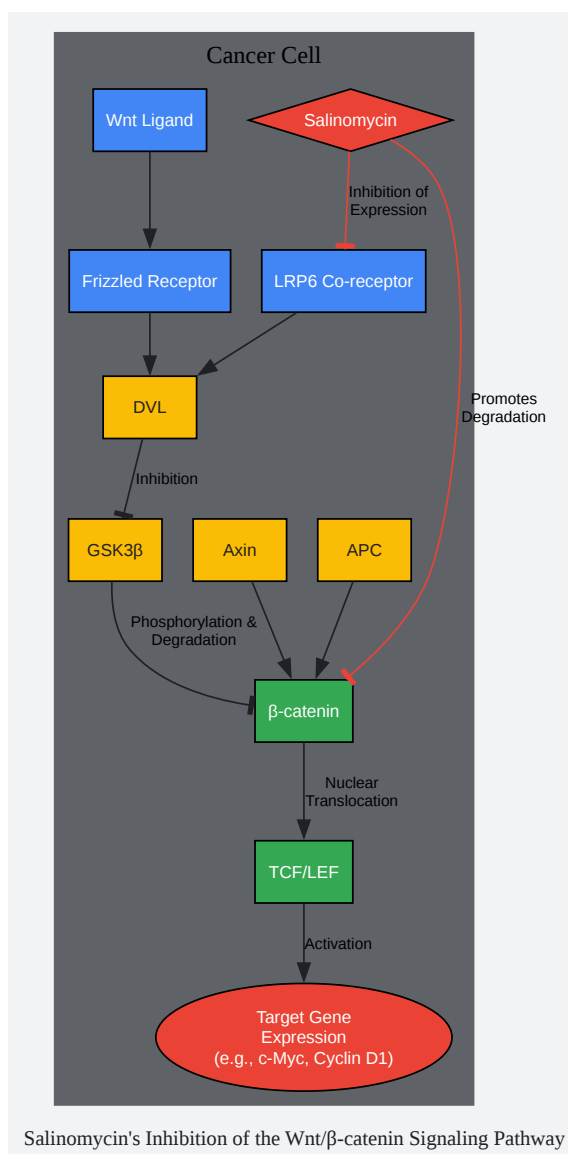 Cancer Cell
Wnt Ligand
Salinomycin
Inhibition of
Expression
Frizzled Receptor
LRP6 Co-receptor
Promotes
Degradation
DVL
Inhibition
GSK3β
Axin
APC
Phosphorylation &
Degradation
β-catenin
Nuclear
Translocation
TCF/LEF
Activation
Target Gene
Expression
(e.g., c-Myc, Cyclin D1)
Salinomycin's Inhibition of the Wnt/β-catenin Signaling Pathway